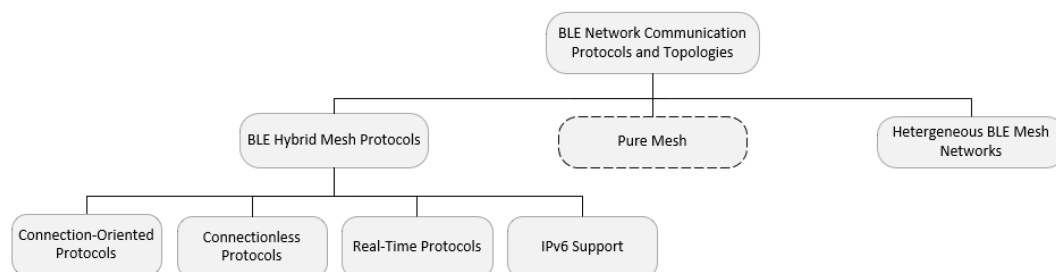 BLE Network Communication
Protocols and Topologies
BLE Hybrid Mesh Protocols
Pure Mesh
Hetergeneous BLE Mesh
Networks
Connection-Oriented
Protocols
Connectionless
Protocols
Real-Time Protocols
IPv6 Support